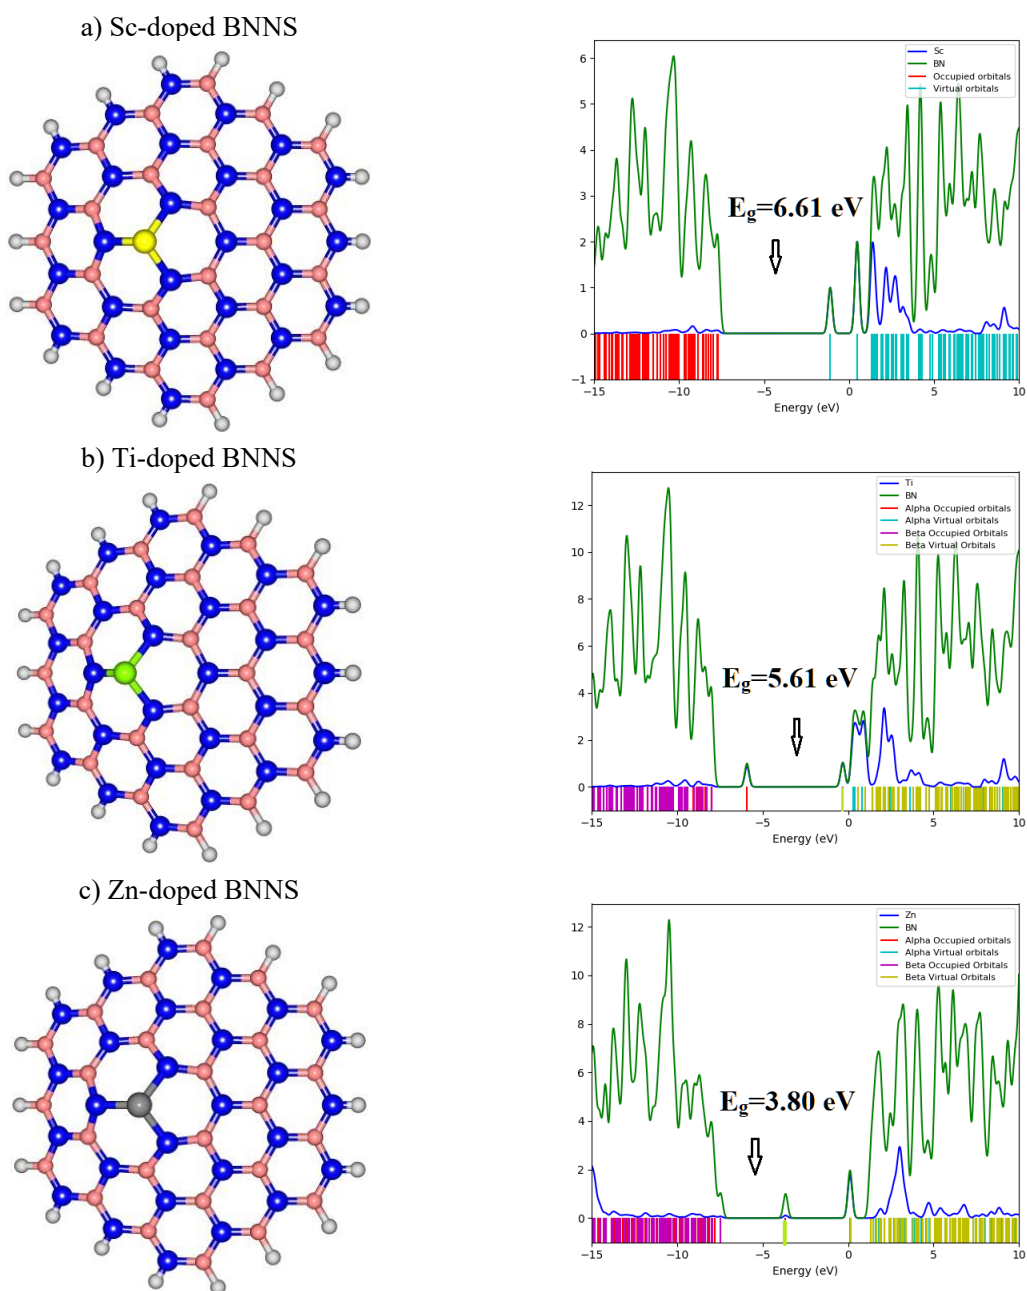 a) Sc-doped BNNS
Sc
BN
Occupied orbitals
Virtual orbitals
E_g=6.61 eV
6
5
4
3
2
1
0
−1
−15
−10
−5
0
5
10
Energy (eV)
b) Ti-doped BNNS
Ti
BN
Alpha Occupied orbitals
Alpha Virtual orbitals
Beta Occupied Orbitals
Beta Virtual Orbitals
E_g=5.61 eV
12
10
8
6
4
2
0
−15
−10
−5
0
5
10
Energy (eV)
c) Zn-doped BNNS
Zn
BN
Alpha Occupied orbitals
Alpha Virtual orbitals
Beta Occupied Orbitals
Beta Virtual Orbitals
E_g=3.80 eV
12
10
8
6
4
2
0
−15
−10
−5
0
5
10
Energy (eV)